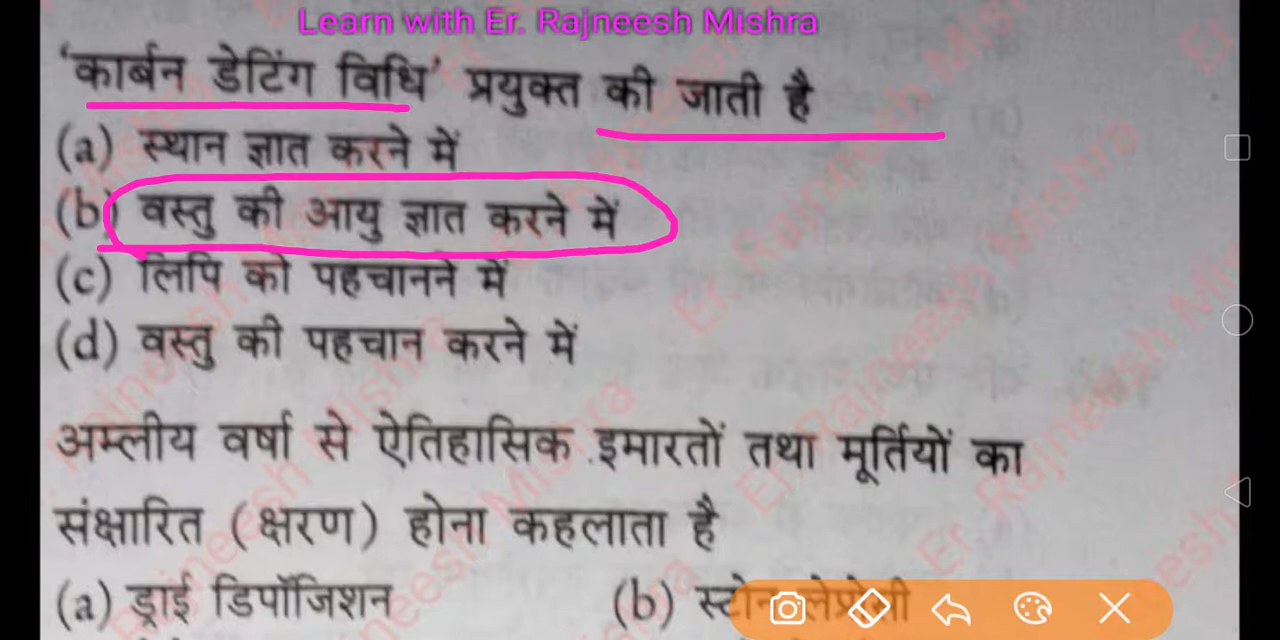 Learn with Er. Rajneesh Mishra
'कार्बन डेटिंग विधि' प्रयुक्त की जाती है
(a) स्थान ज्ञात करने में
(b) वस्तु की आयु ज्ञात करने में
(c) लिपि को पहचानने में
(d) वस्तु की पहचान करने में
अम्लीय वर्षा से ऐतिहासिक इमारतों तथा मूर्तियों का
संक्षारित (क्षरण) होना कहलाता है
(a) ड्राई डिपॉजिशन (b) स्टोन लेप्रोसी